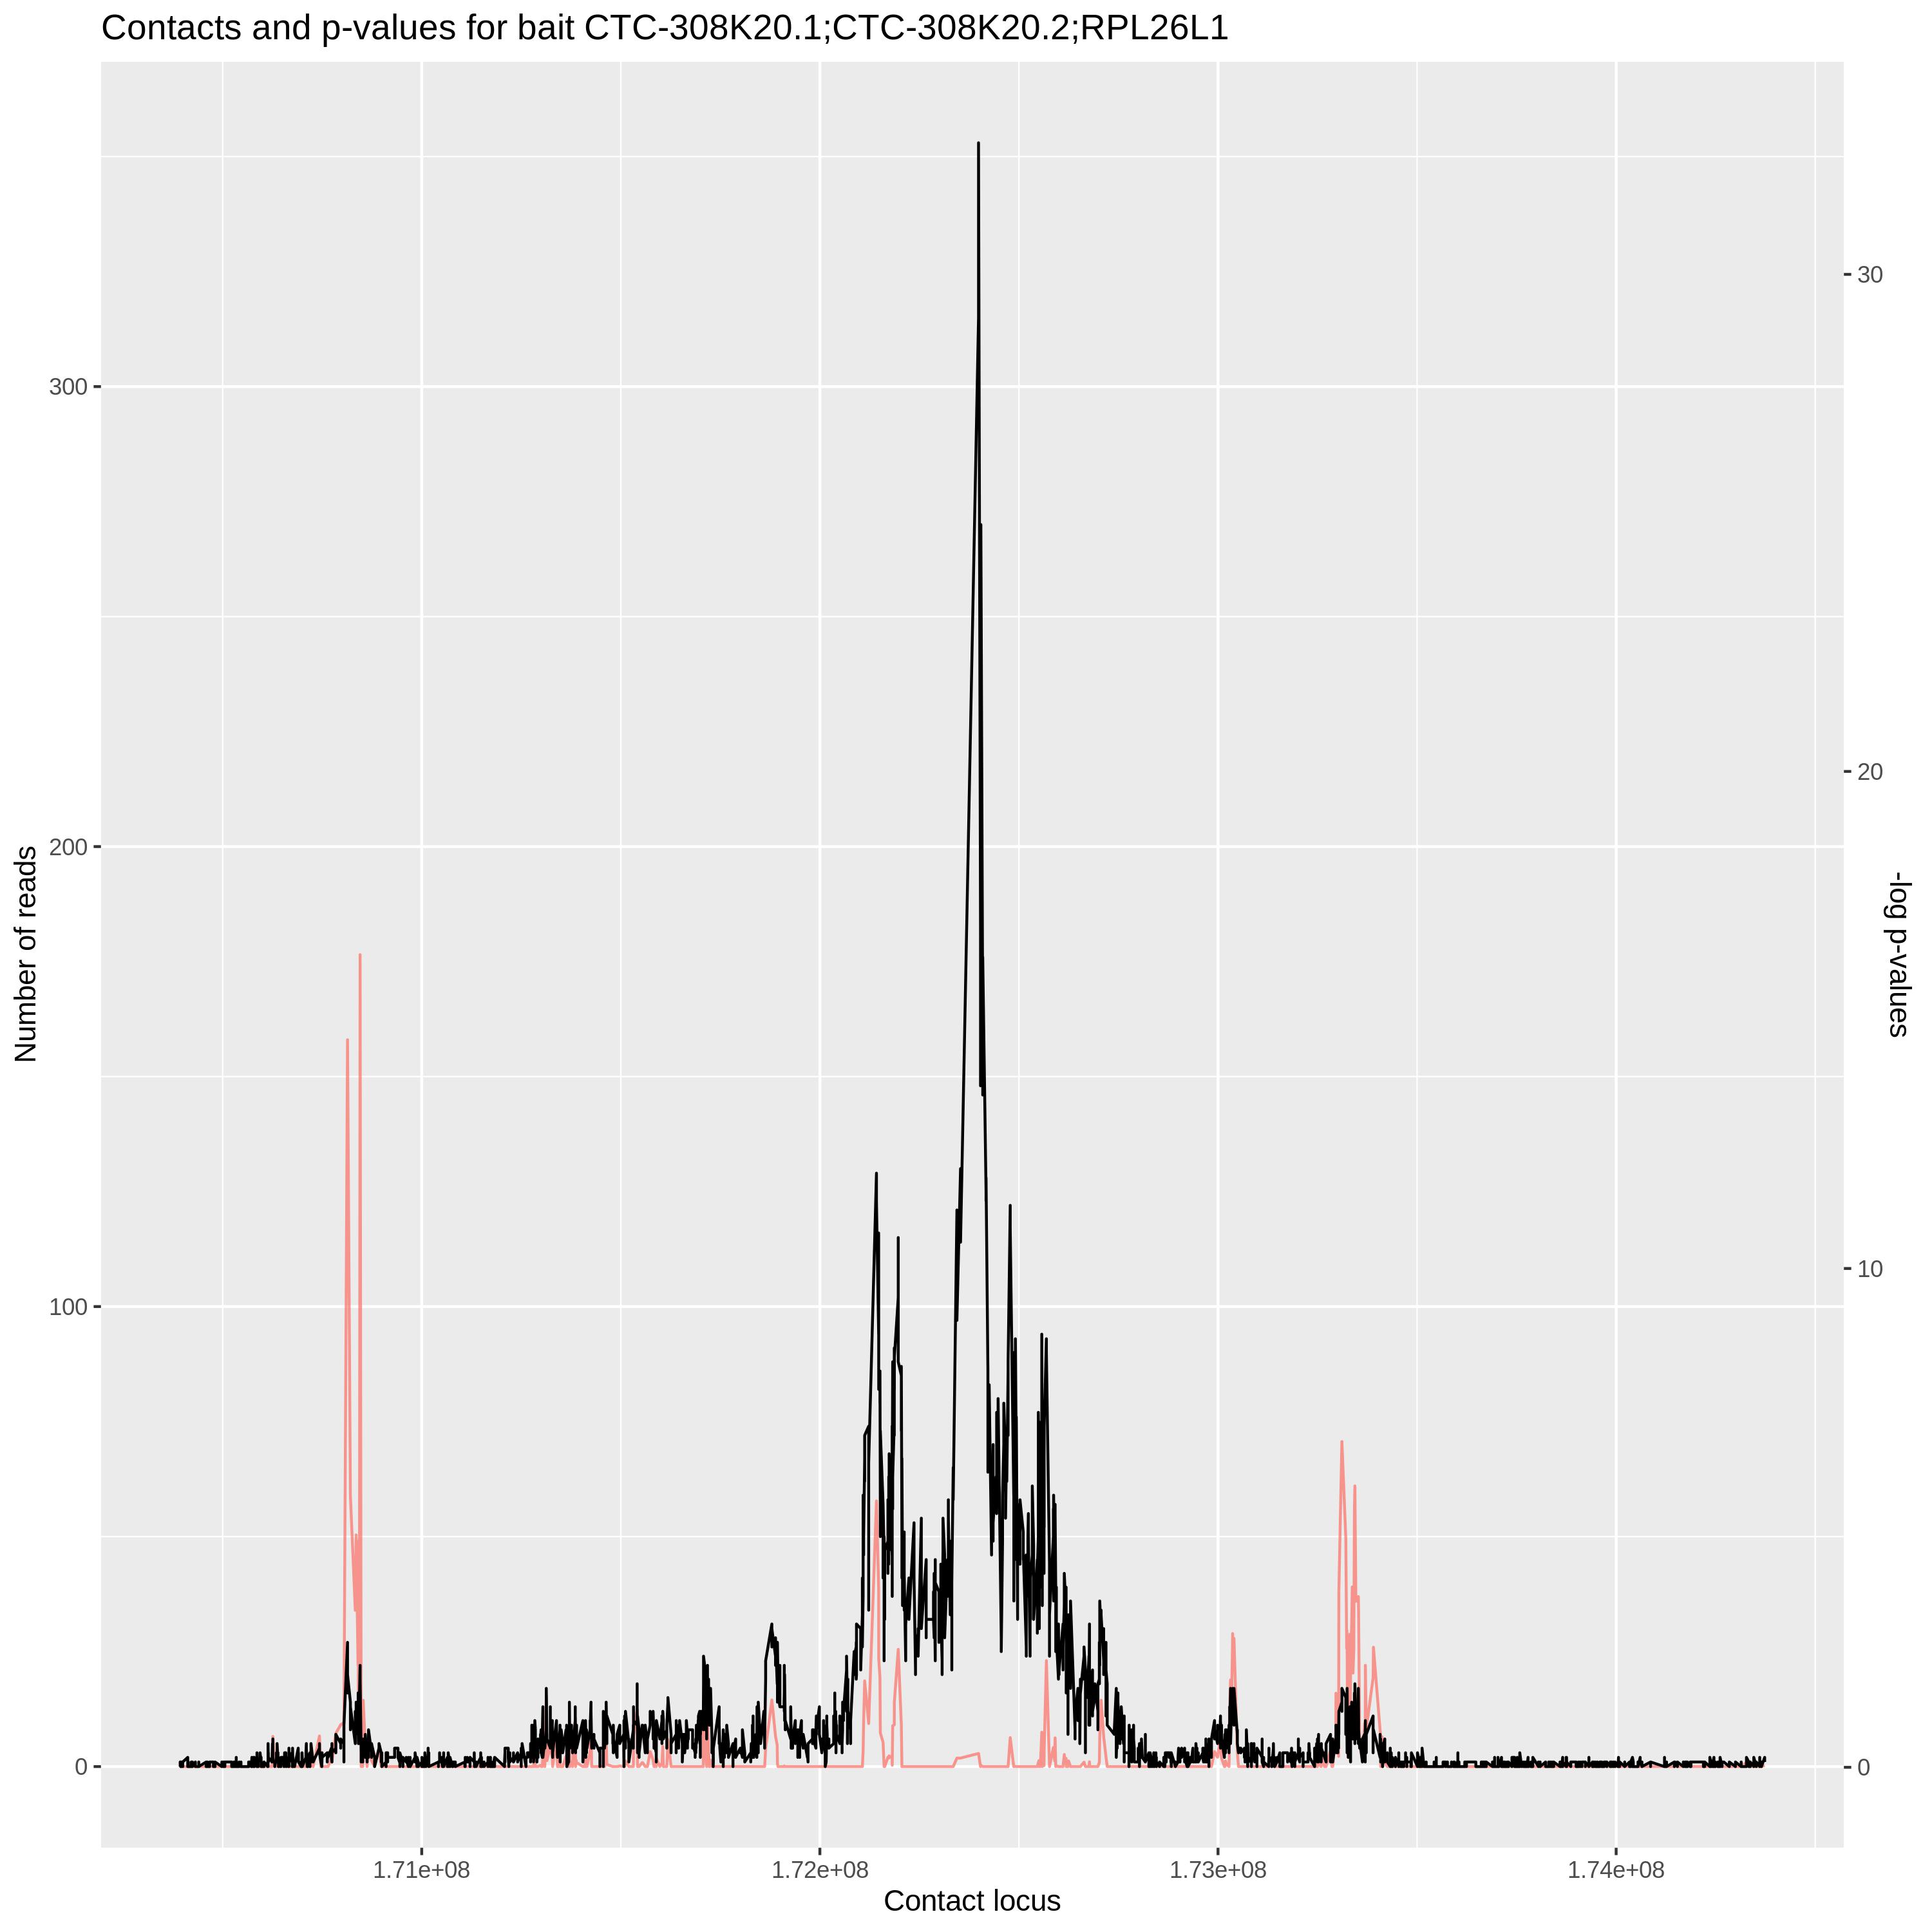 Contacts and p-values for bait CTC-308K20.1;CTC-308K20.2;RPL26L1
300
200
100
0
Number of reads
30
20
10
0
-log p-values
1.71e+08
1.72e+08
1.73e+08
1.74e+08
Contact locus